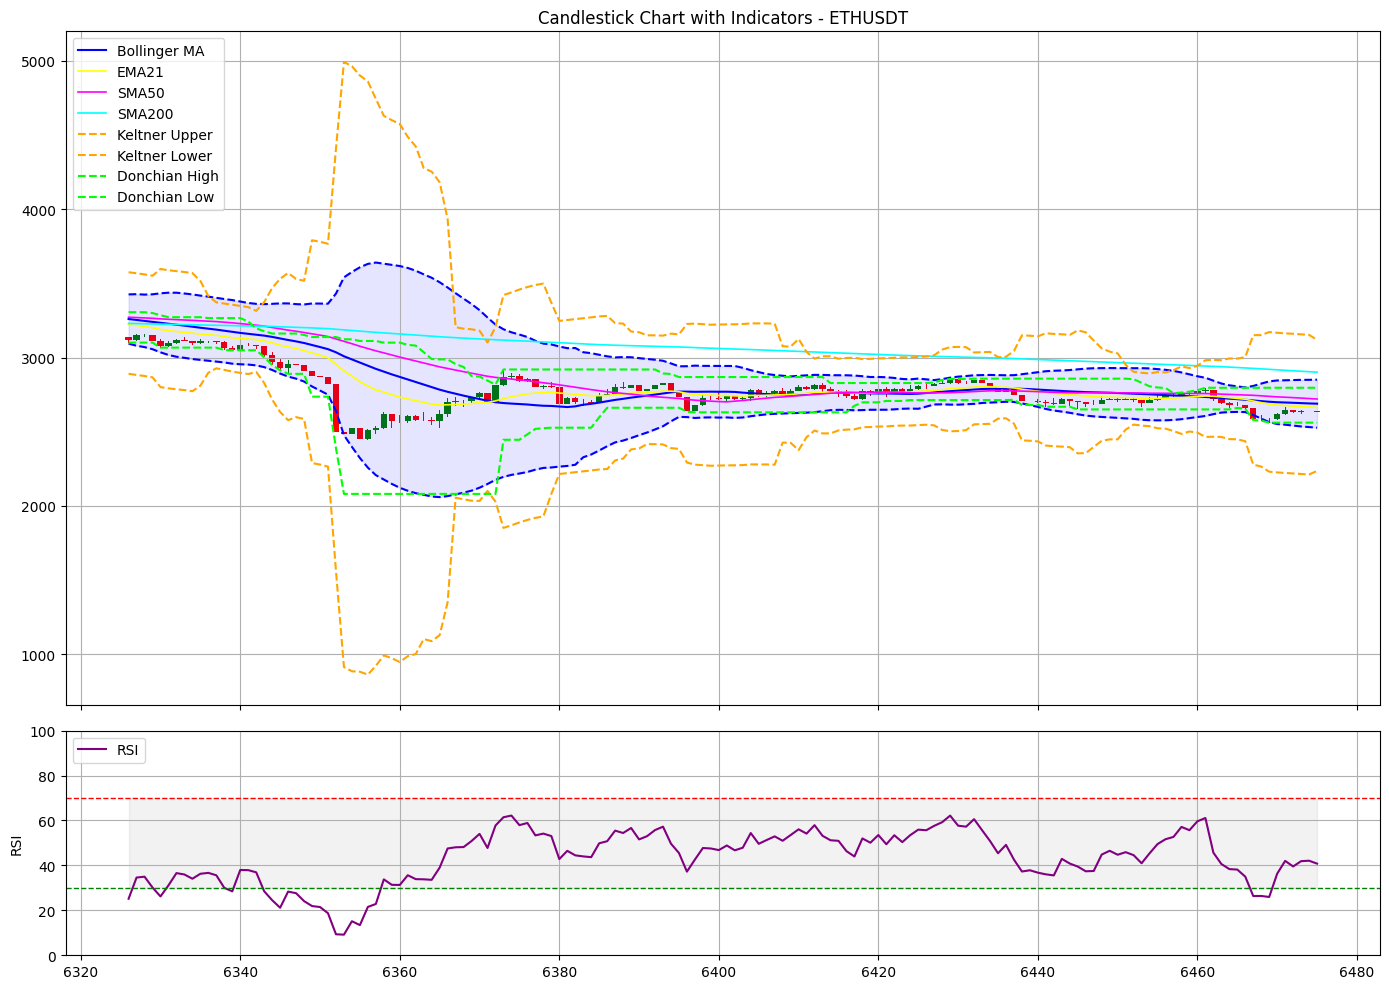 Candlestick Chart with Indicators - ETHUSDT
Bollinger MA
EMA21
SMA50
SMA200
Keltner Upper
Keltner Lower
Donchian High
Donchian Low
5000
4000
3000
2000
1000
RSI
100
80
60
40
20
0
RSI
6320 6340 6360 6380 6400 6420 6440 6460 6480